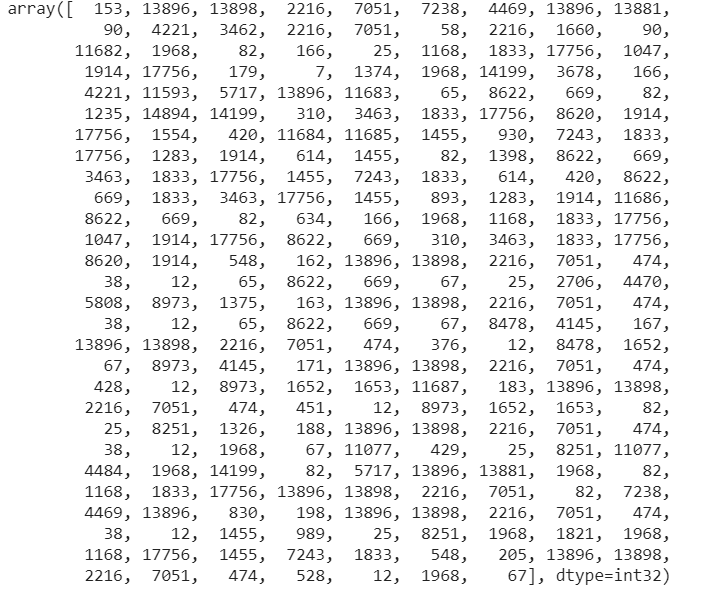 array([  153, 13896, 13898,  2216,  7051,  7238,  4469, 13896, 13881,
          90,  4221,  3462,  2216,  7051,    58,  2216,  1660,    90,
       11682,  1968,    82,   166,    25,  1168,  1833, 17756,  1047,
        1914, 17756,   179,     7,  1374,  1968, 14199,  3678,   166,
        4221, 11593,  5717, 13896, 11683,    65,  8622,   669,    82,
        1235, 14894, 14199,   310,  3463,  1833, 17756,  8620,  1914,
       17756,  1554,   420, 11684, 11685,  1455,   930,  7243,  1833,
       17756,  1283,  1914,   614,  1455,    82,  1398,  8622,   669,
        3463,  1833, 17756,  1455,  7243,  1833,   614,   420,  8622,
         669,  1833,  3463, 17756,  1455,   893,  1283,  1914, 11686,
        8622,   669,    82,   634,   166,  1968,  1168,  1833, 17756,
        1047,  1914, 17756,  8622,   669,   310,  3463,  1833, 17756,
        8620,  1914,   548,   162, 13896, 13898,  2216,  7051,   474,
          38,    12,    65,  8622,   669,    67,    25,  2706,  4470,
        5808,  8973,  1375,   163, 13896, 13898,  2216,  7051,   474,
          38,    12,    65,  8622,   669,    67,  8478,  4145,   167,
       13896, 13898,  2216,  7051,   474,   376,    12,  8478,  1652,
          67,  8973,  4145,   171, 13896, 13898,  2216,  7051,   474,
         428,    12,  8973,  1652,  1653, 11687,   183, 13896, 13898,
        2216,  7051,   474,   451,    12,  8973,  1652,  1653,    82,
          25,  8251,  1326,   188, 13896, 13898,  2216,  7051,   474,
          38,    12,  1968,    67, 11077,   429,    25,  8251, 11077,
        4484,  1968, 14199,    82,  5717, 13896, 13881,  1968,    82,
        1168,  1833, 17756, 13896, 13898,  2216,  7051,    82,  7238,
        4469, 13896,   830,   198, 13896, 13898,  2216,  7051,   474,
          38,    12,  1455,   989,    25,  8251,  1968,  1821,  1968,
        1168, 17756,  1455,  7243,  1833,   548,   205, 13896, 13898,
        2216,  7051,   474,   528,    12,  1968,    67], dtype=int32)